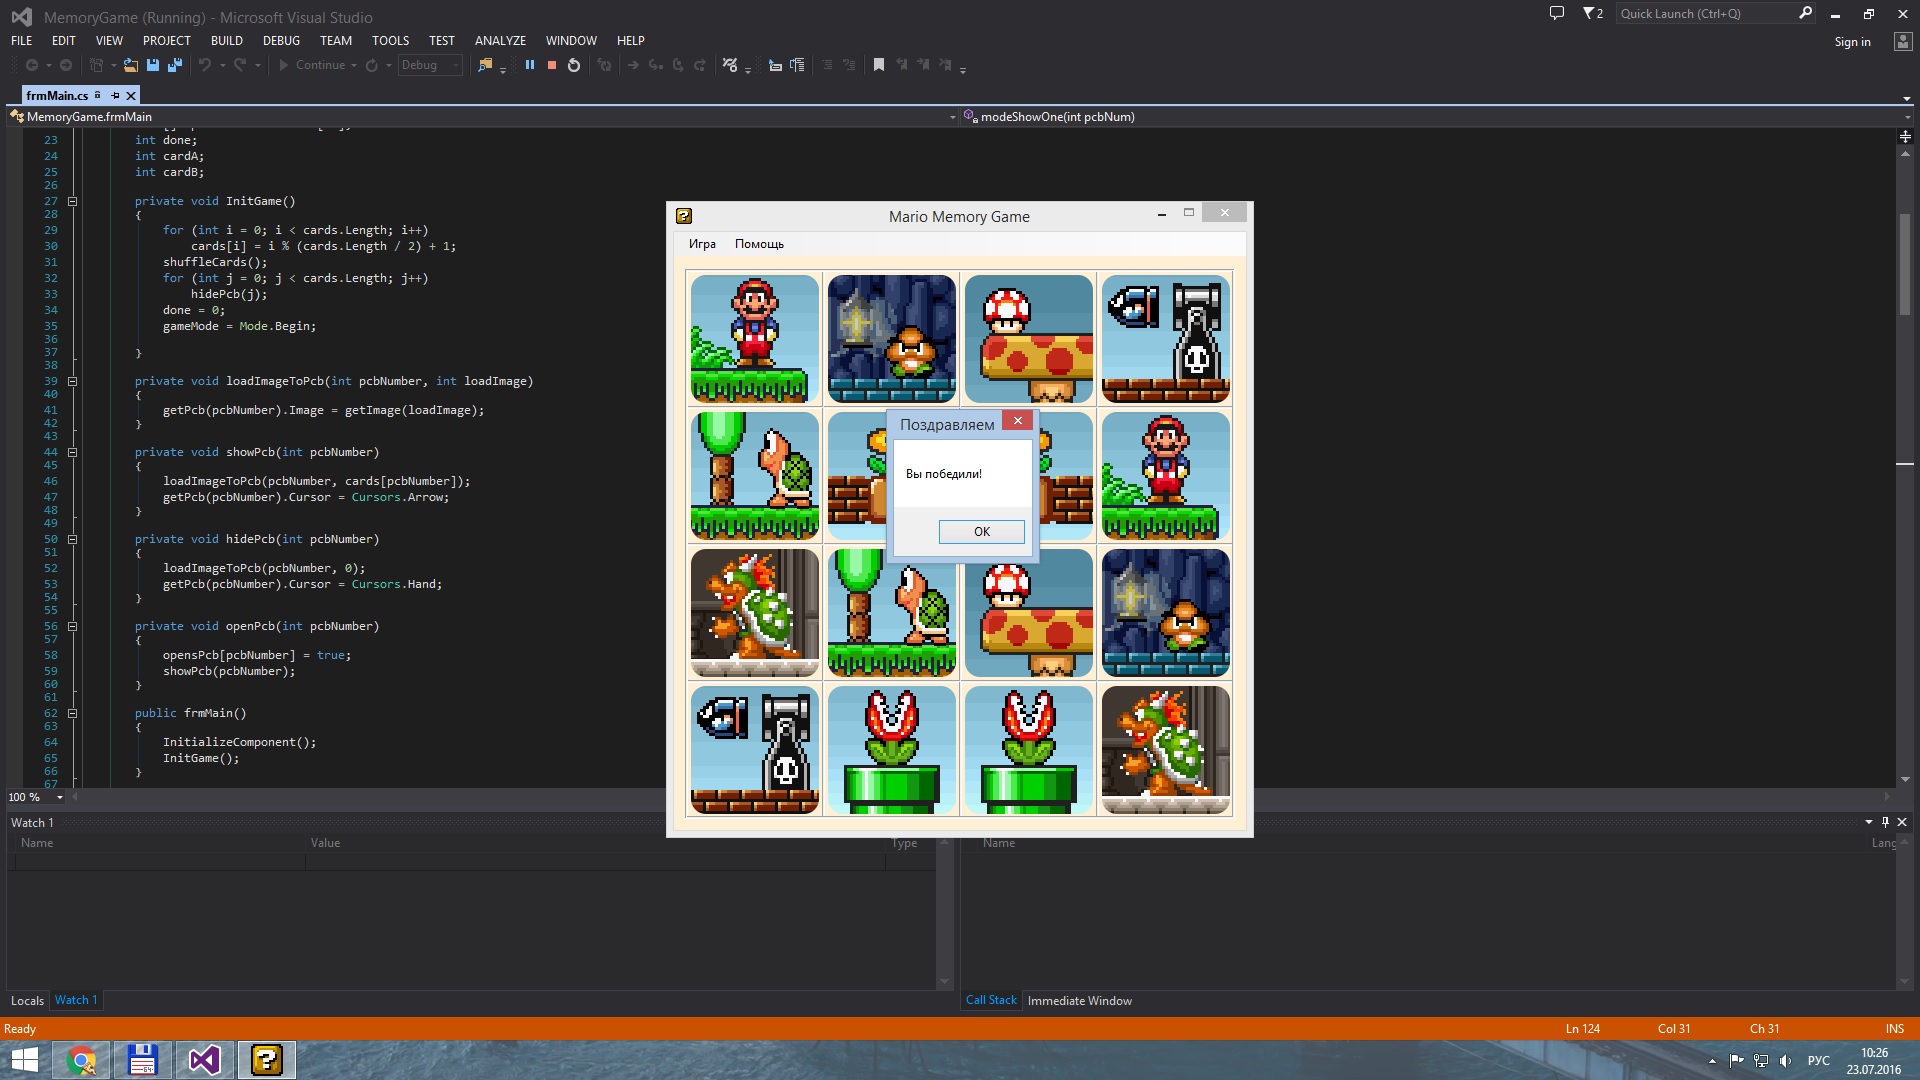 MemoryGame (Running) - Microsoft Visual Studio
2
Quick Launch (Ctrl+Q)
FILE EDIT VIEW PROJECT BUILD DEBUG TEAM TOOLS TEST ANALYZE WINDOW HELP
Sign in
Continue
Debug
frmMain.cs
MemoryGame.frmMain
modeShowOne(int pcbNum)
23 int done;
24 int cardA;
25 int cardB;
26
27 private void InitGame()
28 {
29 for (int i = 0; i < cards.Length; i++)
30 cards[i] = i % (cards.Length / 2) + 1;
31 shuffleCards();
32 for (int j = 0; j < cards.Length; j++)
33 hidePcb(j);
34 done = 0;
35 gameMode = Mode.Begin;
36
37 }
38
39 private void loadImageToPcb(int pcbNumber, int loadImage)
40 {
41 getPcb(pcbNumber).Image = getImage(loadImage);
42 }
43
44 private void showPcb(int pcbNumber)
45 {
46 loadImageToPcb(pcbNumber, cards[pcbNumber]);
47 getPcb(pcbNumber).Cursor = Cursors.Arrow;
48 }
49
50 private void hidePcb(int pcbNumber)
51 {
52 loadImageToPcb(pcbNumber, 0);
53 getPcb(pcbNumber).Cursor = Cursors.Hand;
54 }
55
56 private void openPcb(int pcbNumber)
57 {
58 opensPcb[pcbNumber] = true;
59 showPcb(pcbNumber);
60 }
61
62 public frmMain()
63 {
64 InitializeComponent();
65 InitGame();
66 }
67
100 %
Mario Memory Game
Игра Помощь
Поздравляем
Вы победили!
OK
Watch 1
Name Value Type
Name Lang
Locals Watch 1
Call Stack Immediate Window
Ready
Ln 124 Col 31 Ch 31 INS
64
РУС
10:26
23.07.2016